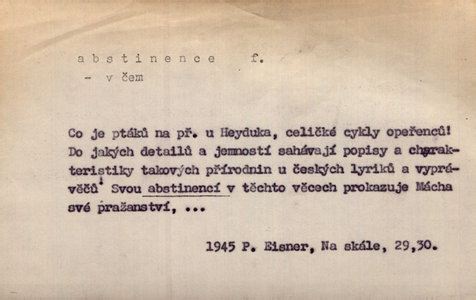 abstinence f.
- v čem
Co je ptáků na př. u Heyduka, celičké cykly opeřenců!
Do jakých detailů a jemností sahávají popisy a charak-
teristiky takových přírodnin u českých lyriků a vyprá-
věčů! Svou abstinencí v těchto věcech prokazuje Mácha
své pražanství, ...
1945 P. Eisner, Na skále, 29,30.